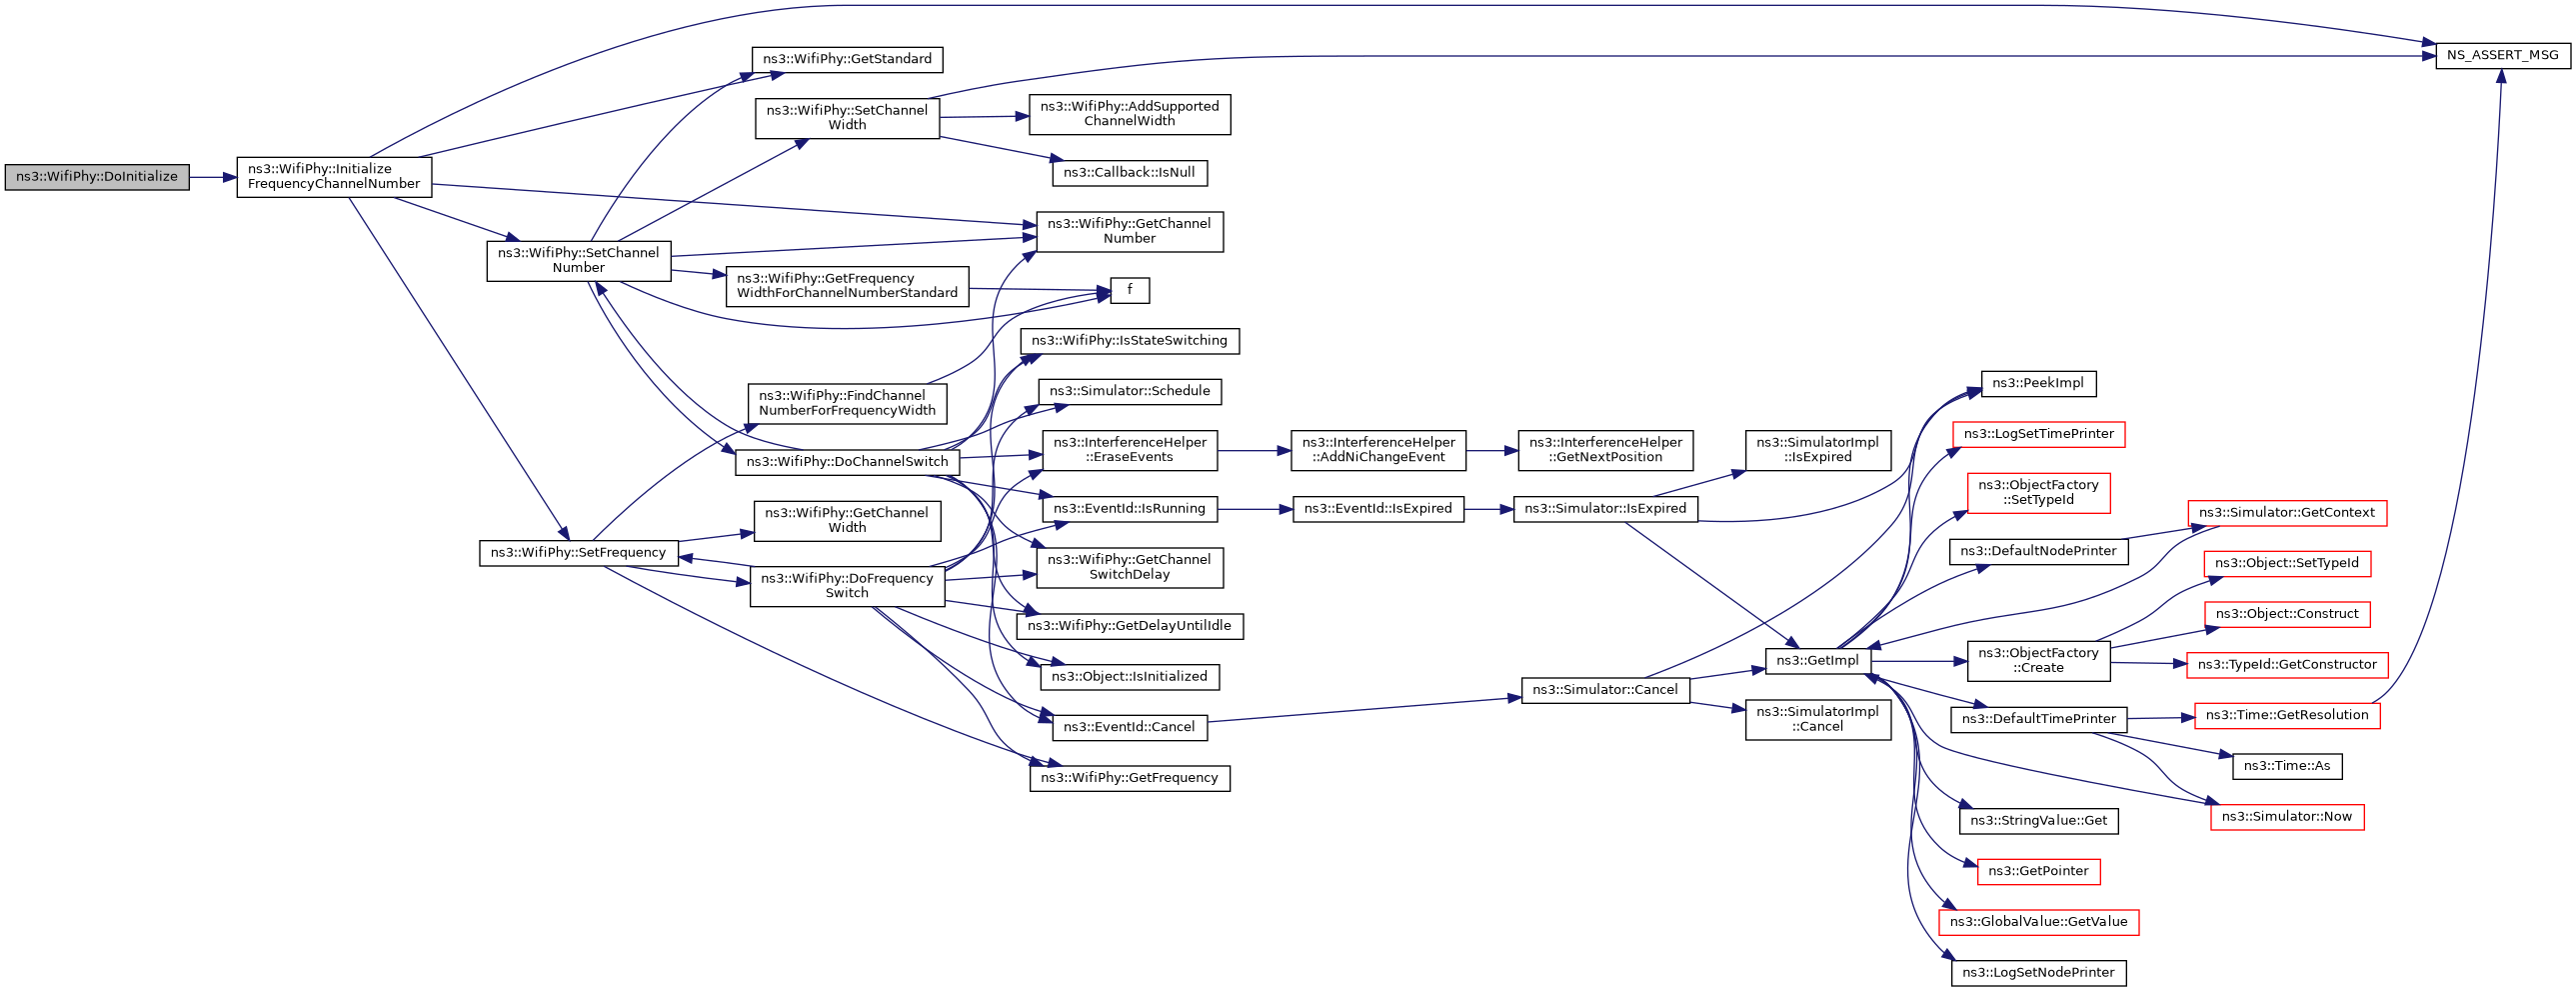 ns3::WifiPhy::DoInitialize
ns3::WifiPhy::Initialize
FrequencyChannelNumber
ns3::WifiPhy::GetStandard
ns3::WifiPhy::SetChannel
Width
ns3::WifiPhy::SetChannel
Number
ns3::WifiPhy::GetFrequency
WidthForChannelNumberStandard
ns3::WifiPhy::FindChannel
NumberForFrequencyWidth
ns3::WifiPhy::DoChannelSwitch
ns3::WifiPhy::GetChannel
Width
ns3::WifiPhy::SetFrequency
ns3::WifiPhy::DoFrequency
Switch
ns3::WifiPhy::AddSupported
ChannelWidth
ns3::Callback::IsNull
ns3::WifiPhy::GetChannel
Number
f
ns3::WifiPhy::IsStateSwitching
ns3::Simulator::Schedule
ns3::InterferenceHelper
::EraseEvents
ns3::EventId::IsRunning
ns3::WifiPhy::GetChannel
SwitchDelay
ns3::WifiPhy::GetDelayUntilIdle
ns3::Object::IsInitialized
ns3::EventId::Cancel
ns3::WifiPhy::GetFrequency
ns3::InterferenceHelper
::AddNiChangeEvent
ns3::EventId::IsExpired
ns3::InterferenceHelper
::GetNextPosition
ns3::Simulator::IsExpired
ns3::Simulator::Cancel
ns3::SimulatorImpl
::IsExpired
ns3::GetImpl
ns3::SimulatorImpl
::Cancel
ns3::PeekImpl
ns3::LogSetTimePrinter
ns3::ObjectFactory
::SetTypeId
ns3::DefaultNodePrinter
ns3::ObjectFactory
::Create
ns3::DefaultTimePrinter
ns3::StringValue::Get
ns3::GetPointer
ns3::GlobalValue::GetValue
ns3::LogSetNodePrinter
ns3::Simulator::GetContext
ns3::Object::SetTypeId
ns3::Object::Construct
ns3::TypeId::GetConstructor
ns3::Time::GetResolution
ns3::Time::As
ns3::Simulator::Now
NS_ASSERT_MSG